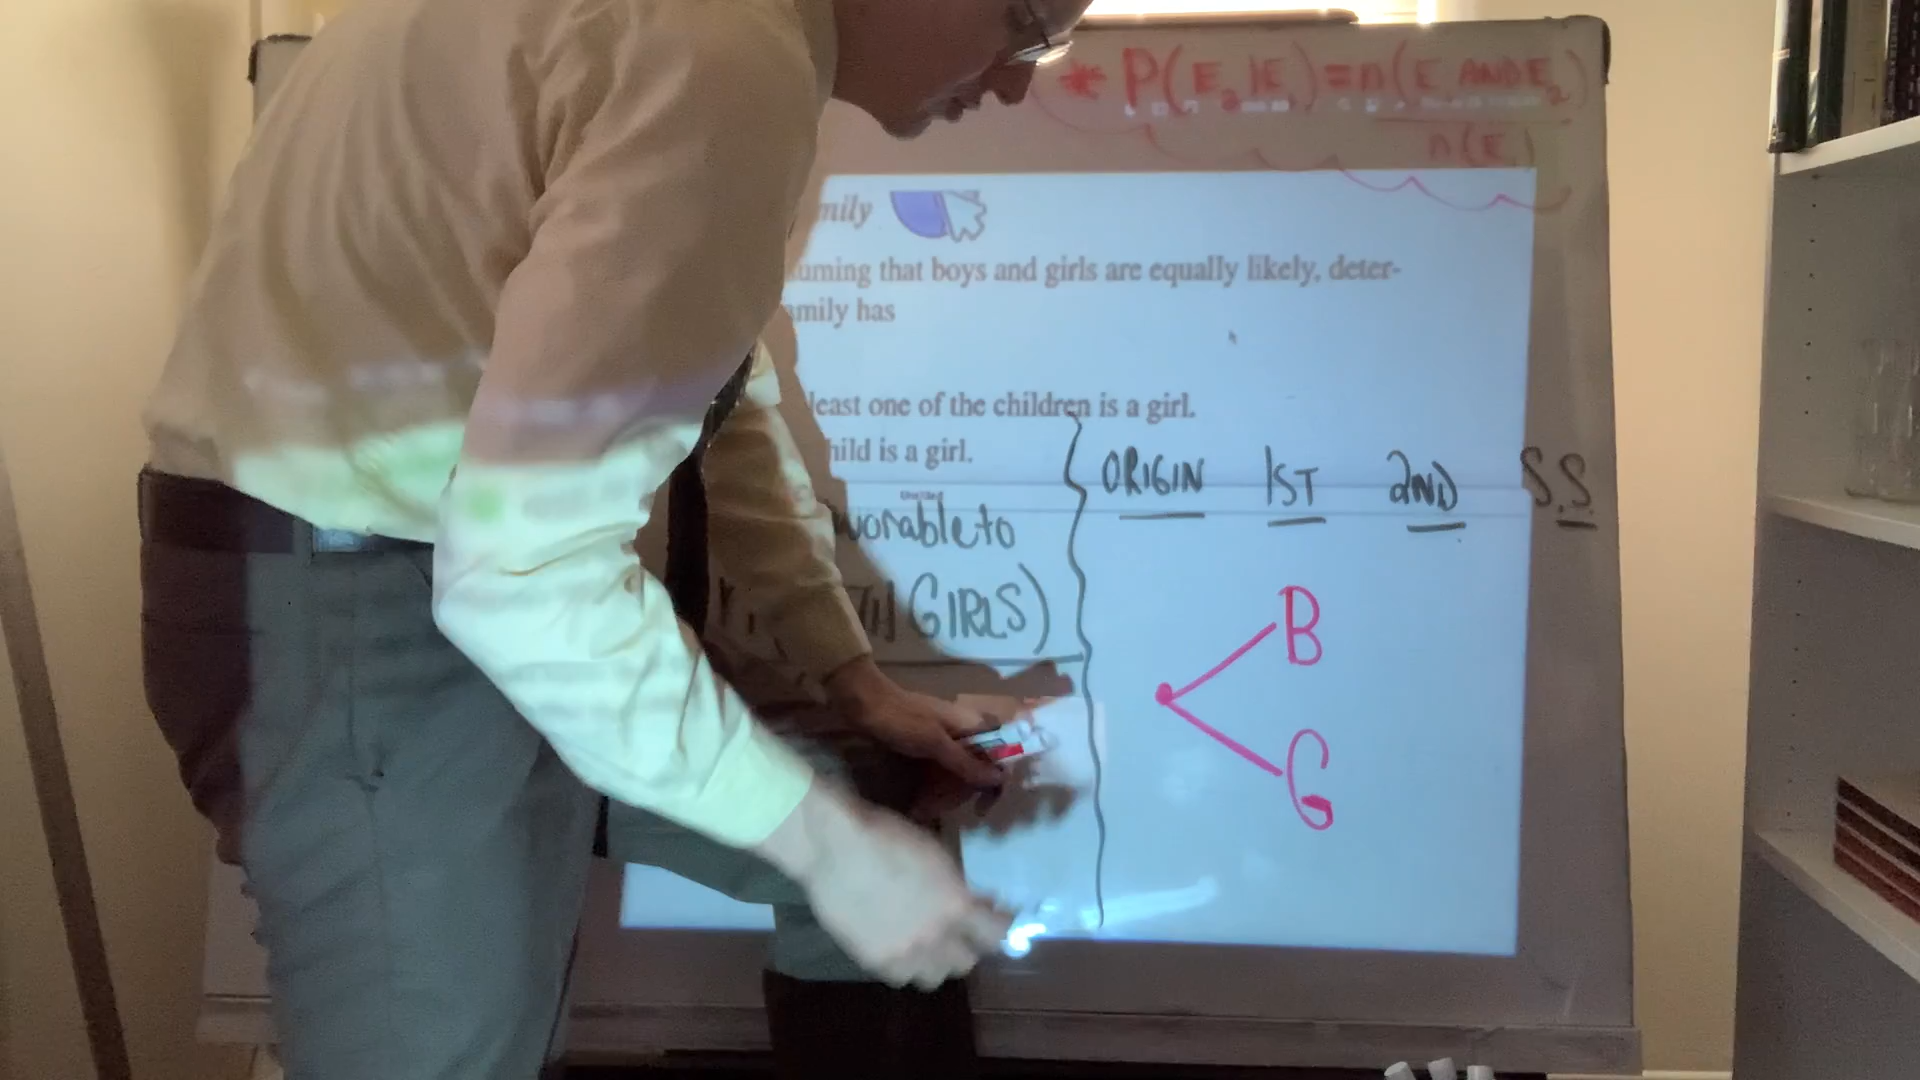 * P(E₂|E₁) = n(E₁ AND E₂)
n(E₁)
mily
uming that boys and girls are equally likely, deter-
mily has
least one of the children is a girl.
hild is a girl.
ORIGIN 1ST 2ND S.S.
vorable to
GIRLS)
B
G